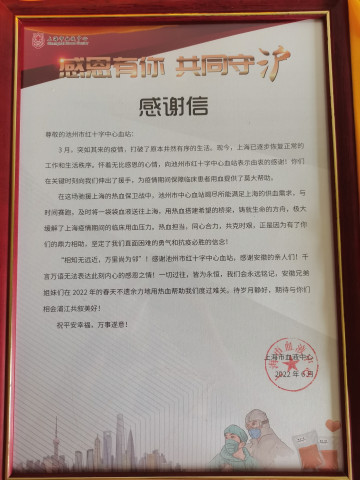 上海市血液中心
感恩有你 共同守沪
感谢信
尊敬的池州市红十字中心血站：
3月，突如其来的疫情，打破了原本井然有序的生活。现今，上海已逐步恢复正常的
工作和生活秩序。怀着无比感恩的心情，向池州市红十字中心血站表示由衷的感谢！你们
在关键时刻向我们伸出了援手，为疫情期间保障临床患者用血提供了莫大帮助。
在这场驰援上海的热血保卫战中，池州市中心血站竭尽所能满足上海的供血需求，与
时间赛跑，及时将一袋袋血液送往上海，用热血搭建希望的桥梁，铸就生命的方舟，极大
缓解了上海疫情期间的临床用血压力。热血担当，同心合力，共克时艰，正是因为有了你
们的鼎力相助，坚定了我们直面困难的勇气和抗疫必胜的信念！
“相知无远近，万里尚为邻”！感谢池州市红十字中心血站，感谢安徽的亲人们！千
言万语无法表达此刻内心的感恩之情！一切过往，皆为永恒，我们会永远铭记，安徽兄弟
姐妹们在2022年的春天不遗余力地用热血帮助我们度过难关。待岁月静好，期待与你们
相会浦江共叙美好！
祝平安幸福，万事遂意！
上海市血液中心
2022年6月